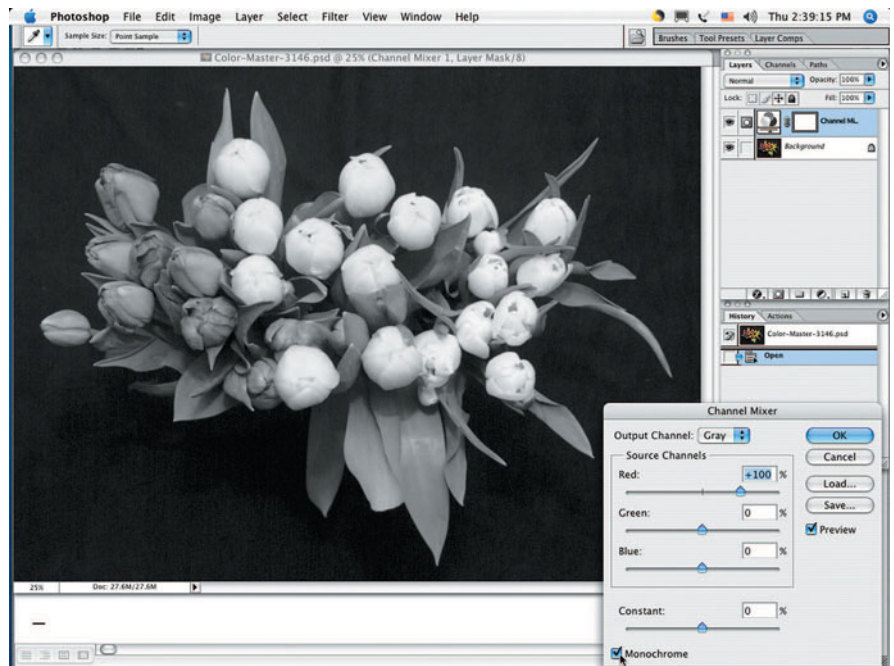 Photoshop File Edit Image Layer Select Filter View Window Help Thu 2:39:15 PM
Sample Size: Point Sample
Brushes Tool Presets Layer Comps
Color-Master-3146.psd @ 25% (Channel Mixer 1, Layer Mask/8)
Layers Channels Paths
Normal Opacity: 100%
Lock: Fill: 100%
Channel Mi...
Background
History Actions
Color-Master-3146.psd
Open
Channel Mixer
Output Channel: Gray OK
Source Channels Cancel
Red: +100 %
Load...
Green: 0 % Save...
Preview
Blue: 0 %
Constant: 0 %
Monochrome
25% Doc: 27.6M/27.6M